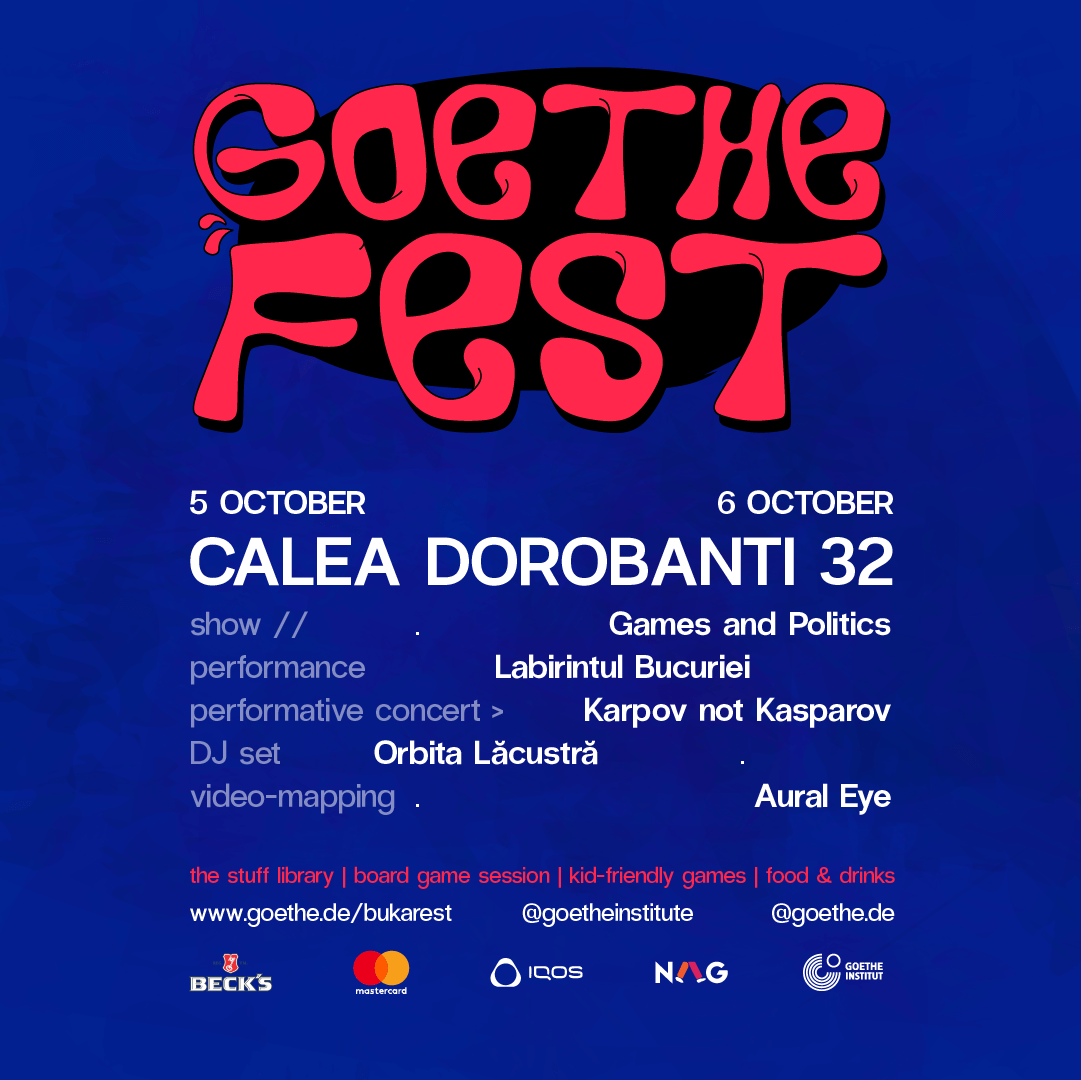 GOETHE
FEST
5 OCTOBER 6 OCTOBER
CALEA DOROBANTI 32
show // . Games and Politics
performance Labirintul Bucuriei
performative concert > Karpov not Kasparov
DJ set Orbita Lăcustră .
video-mapping . Aural Eye
the stuff library | board game session | kid-friendly games | food & drinks
www.goethe.de/bukarest @goetheinstitute @goethe.de
BECK'S mastercard IQOS NAG GOETHE INSTITUT